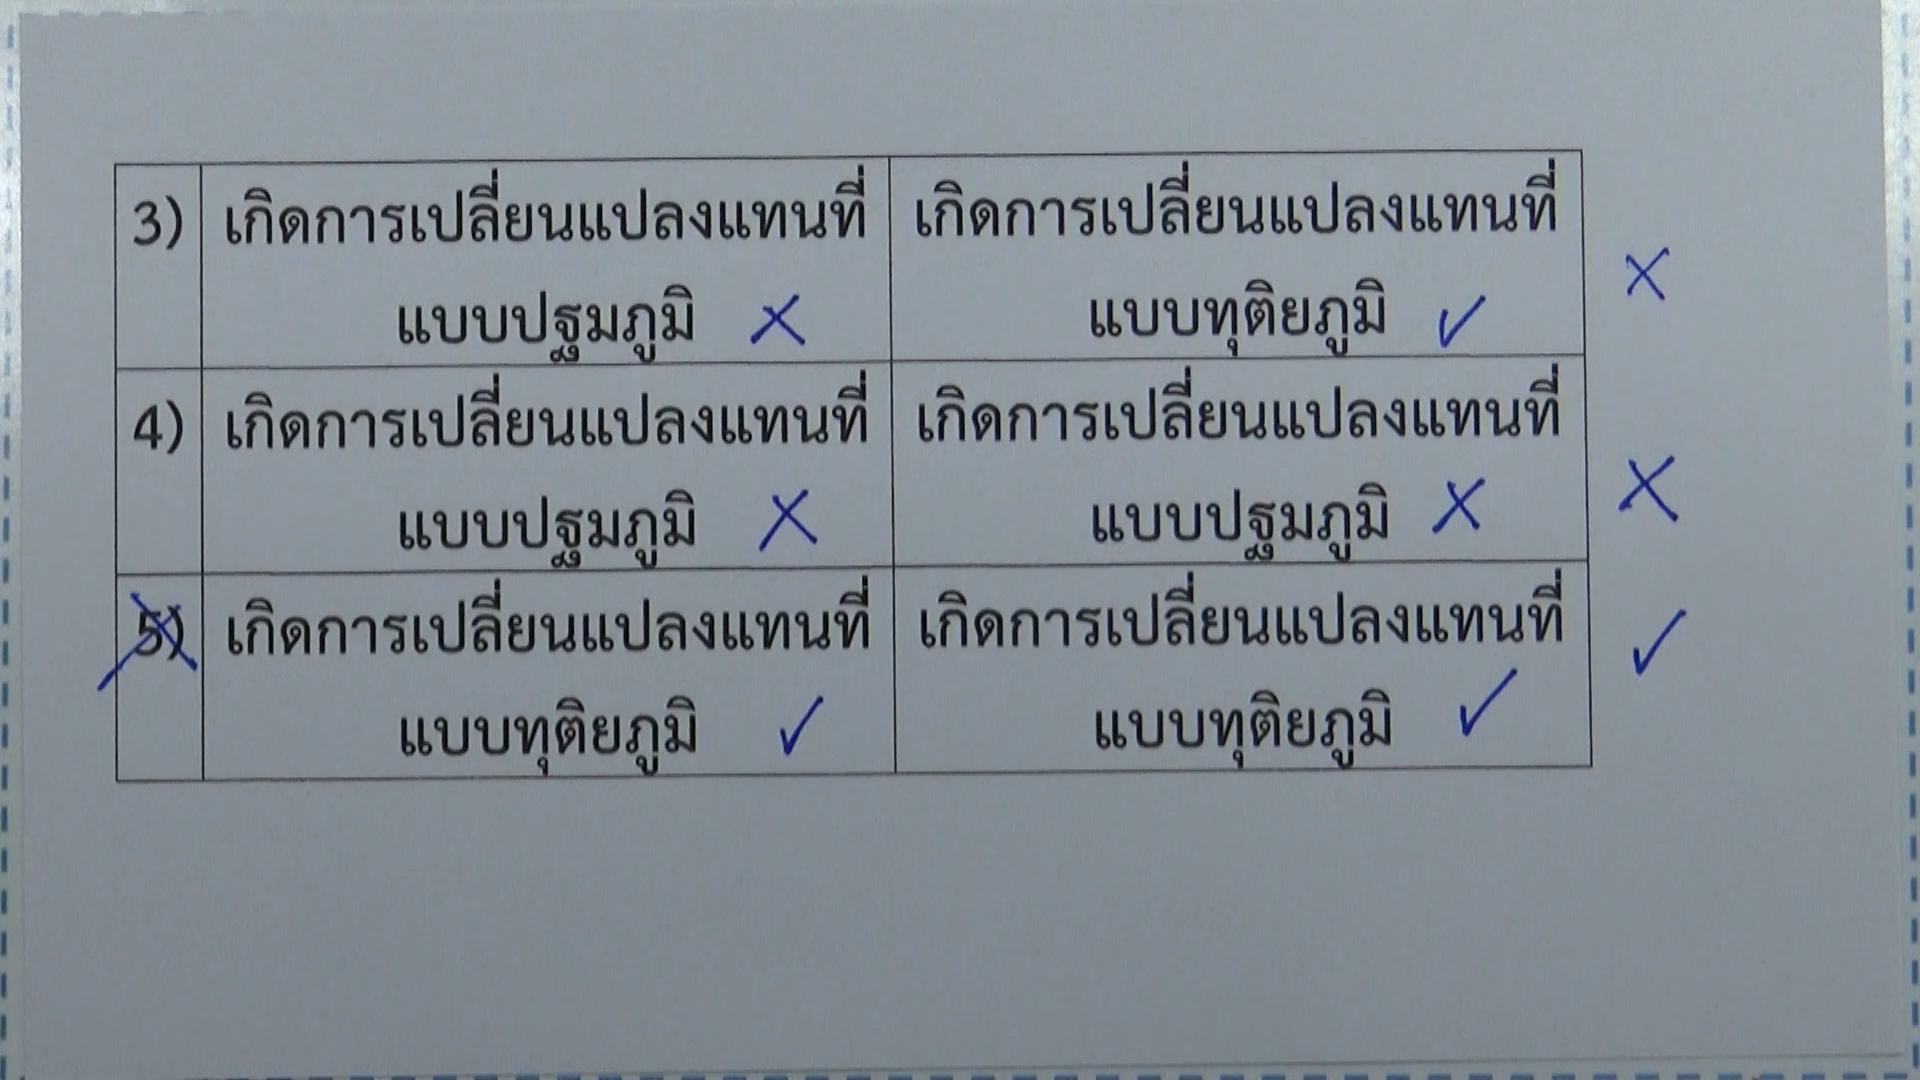 3) เกิดการเปลี่ยนแปลงแทนที่ เกิดการเปลี่ยนแปลงแทนที่
แบบปฐมภูมิ ✗ แบบทุติยภูมิ ✓ ✗
4) เกิดการเปลี่ยนแปลงแทนที่ เกิดการเปลี่ยนแปลงแทนที่
แบบปฐมภูมิ ✗ แบบปฐมภูมิ ✗ ✗
5) เกิดการเปลี่ยนแปลงแทนที่ เกิดการเปลี่ยนแปลงแทนที่ ✓
แบบทุติยภูมิ ✓ แบบทุติยภูมิ ✓